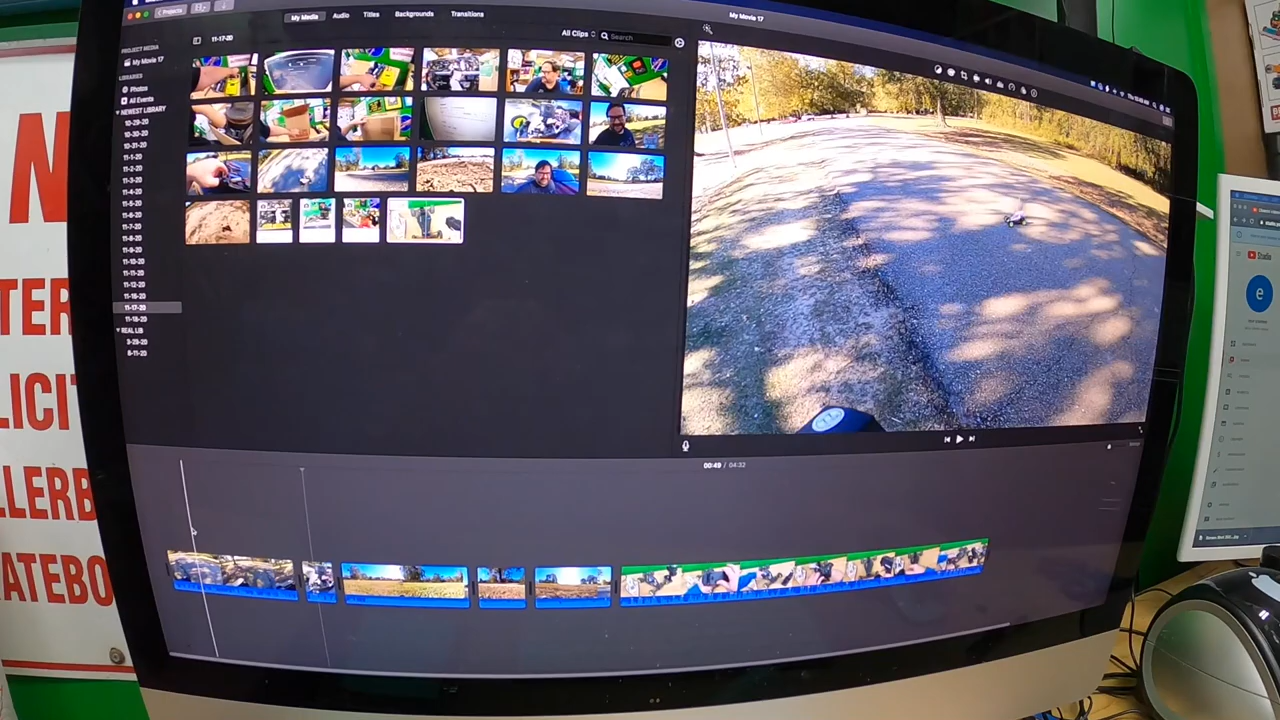 Projects
My Media
Audio
Titles
Backgrounds
Transitions
My Movie 17
PROJECT MEDIA
My Movie 17
LIBRARIES
Photos
All Events
NEWEST LIBRARY
10-29-20
10-30-20
10-31-20
11-1-20
11-2-20
11-3-20
11-4-20
11-5-20
11-6-20
11-7-20
11-8-20
11-9-20
11-10-20
11-11-20
11-12-20
11-16-20
11-17-20
11-18-20
REAL LIB
3-29-20
8-11-20
11-17-20
All Clips
Search
00:49 / 04:32
N
TER
LICIT
LLERB
ATEBO
Studio
e